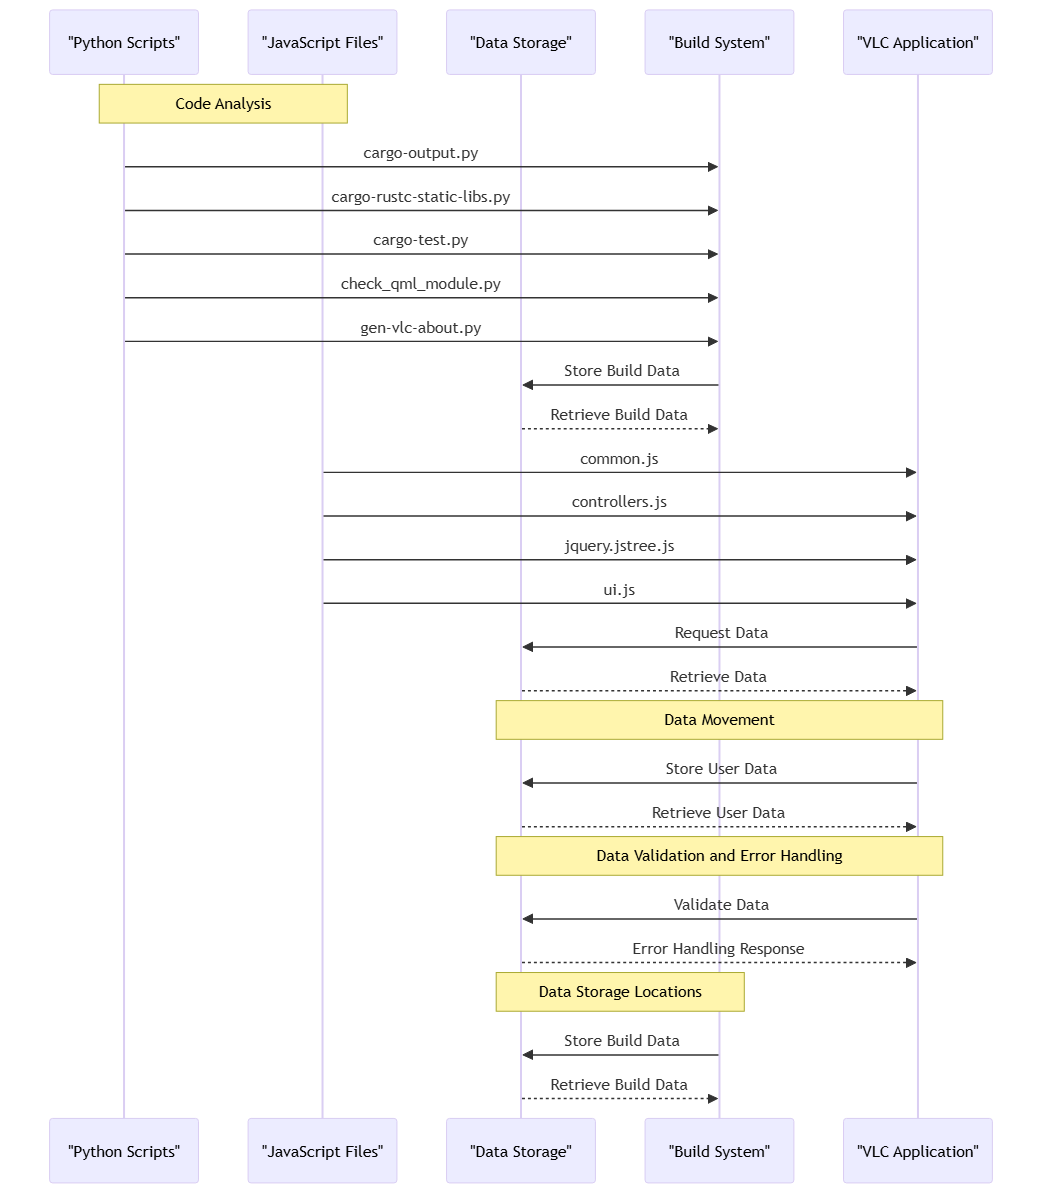 "Python Scripts"
"JavaScript Files"
"Data Storage"
"Build System"
"VLC Application"
Code Analysis
cargo-output.py
cargo-rustc-static-libs.py
cargo-test.py
check_qml_module.py
gen-vlc-about.py
Store Build Data
Retrieve Build Data
common.js
controllers.js
jquery.jstree.js
ui.js
Request Data
Retrieve Data
Data Movement
Store User Data
Retrieve User Data
Data Validation and Error Handling
Validate Data
Error Handling Response
Data Storage Locations
Store Build Data
Retrieve Build Data
"Python Scripts"
"JavaScript Files"
"Data Storage"
"Build System"
"VLC Application"